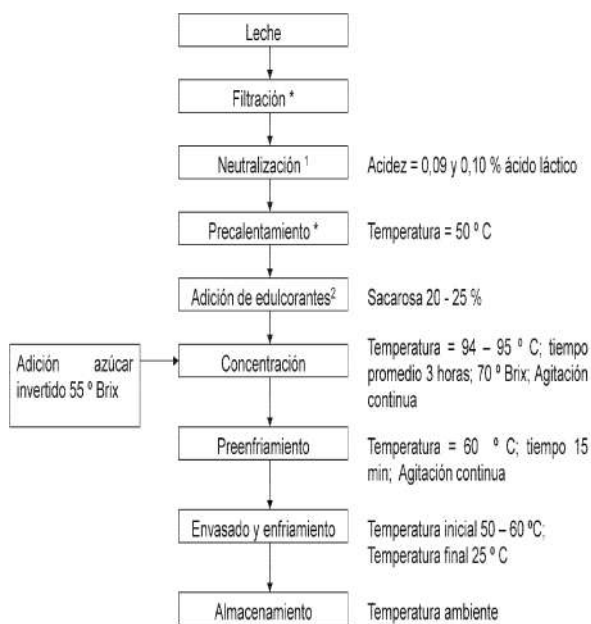 Leche
Filtración *
Neutralización ¹
Acidez = 0,09 y 0,10 % ácido láctico
Precalentamiento *
Temperatura = 50 º C
Adición de edulcorantes²
Sacarosa 20 - 25 %
Adición azúcar
invertido 55 º Brix
Concentración
Temperatura = 94 – 95 º C; tiempo
promedio 3 horas; 70 º Brix; Agitación
continua
Preenfriamiento
Temperatura = 60 º C; tiempo 15
min; Agitación continua
Envasado y enfriamiento
Temperatura inicial 50 – 60 ºC;
Temperatura final 25 º C
Almacenamiento
Temperatura ambiente